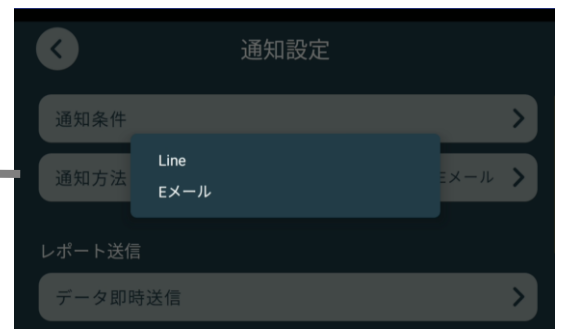 通知設定
通知条件
Line
通知方法 Eメール
Eメール
レポート送信
データ即時送信